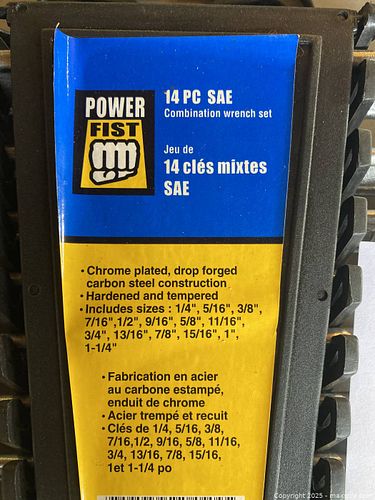 POWER
FIST
14 PC SAE
Combination wrench set
Jeu de
14 clés mixtes
SAE
• Chrome plated, drop forged
carbon steel construction
• Hardened and tempered
• Includes sizes : 1/4", 5/16", 3/8",
7/16",1/2", 9/16", 5/8", 11/16",
3/4", 13/16", 7/8", 15/16", 1",
1-1/4"
• Fabrication en acier
au carbone estampé,
enduit de chrome
• Acier trempé et recuit
• Clés de 1/4, 5/16, 3/8,
7/16,1/2, 9/16, 5/8, 11/16,
3/4, 13/16, 7/8, 15/16,
1et 1-1/4 po